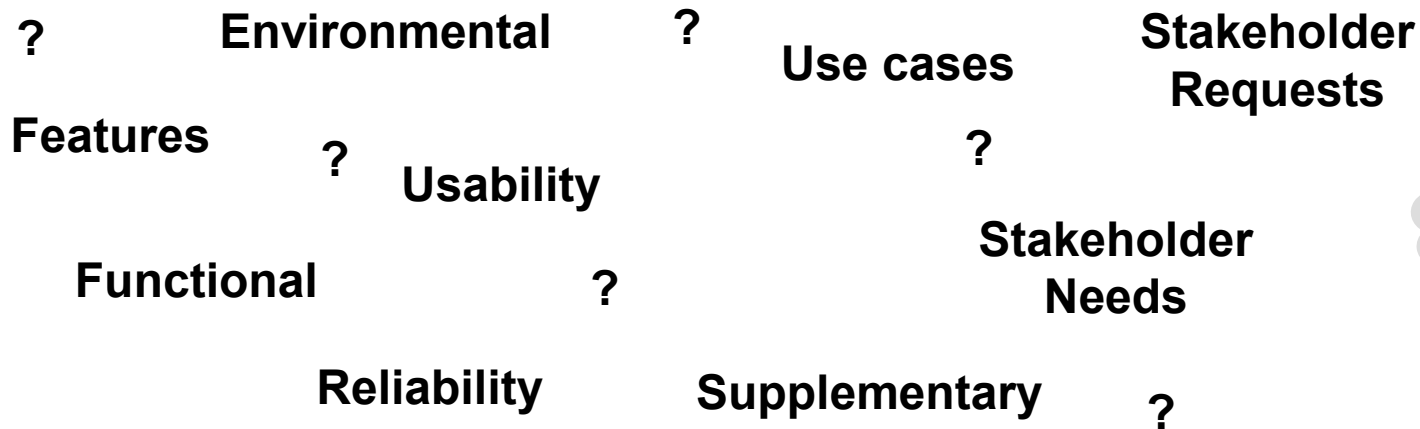 ? Environmental ? Stakeholder
Use cases
Requests
Features
? Usability ?
Stakeholder
Functional ? Needs
Reliability Supplementary ?